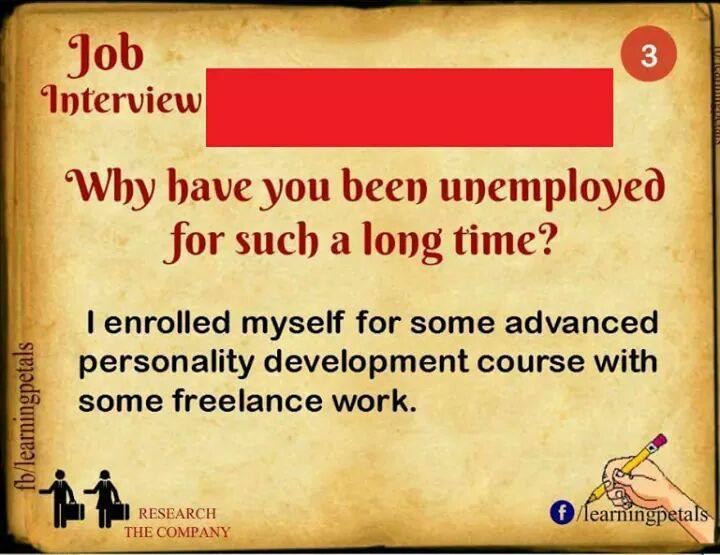 Job
3
Interview
Why have you been unemployed
for such a long time?
I enrolled myself for some advanced
personality development course with
some freelance work.
fb/learningpetals
RESEARCH
THE COMPANY
f /learningpetals